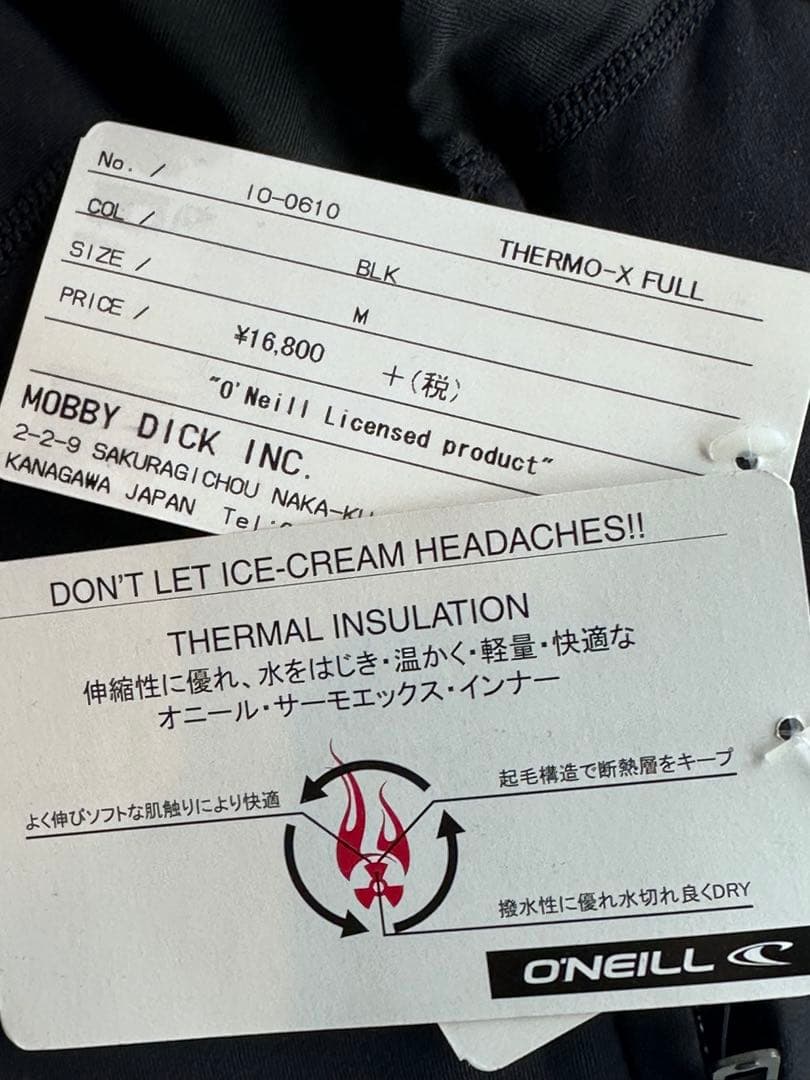 No. / IO-0610 THERMO-X FULL
COL / BLK
SIZE / M
PRICE / ¥16,800 +(税)
"O'Neill Licensed product"
MOBBY DICK INC.
2-2-9 SAKURAGICHOU NAKA-KU
KANAGAWA JAPAN Tel:
DON'T LET ICE-CREAM HEADACHES!!
THERMAL INSULATION
伸縮性に優れ、水をはじき・温かく・軽量・快適な
オニール・サーモエックス・インナー
起毛構造で断熱層をキープ
よく伸びソフトな肌触りにより快適
撥水性に優れ水切れ良くDRY
O'NEILL